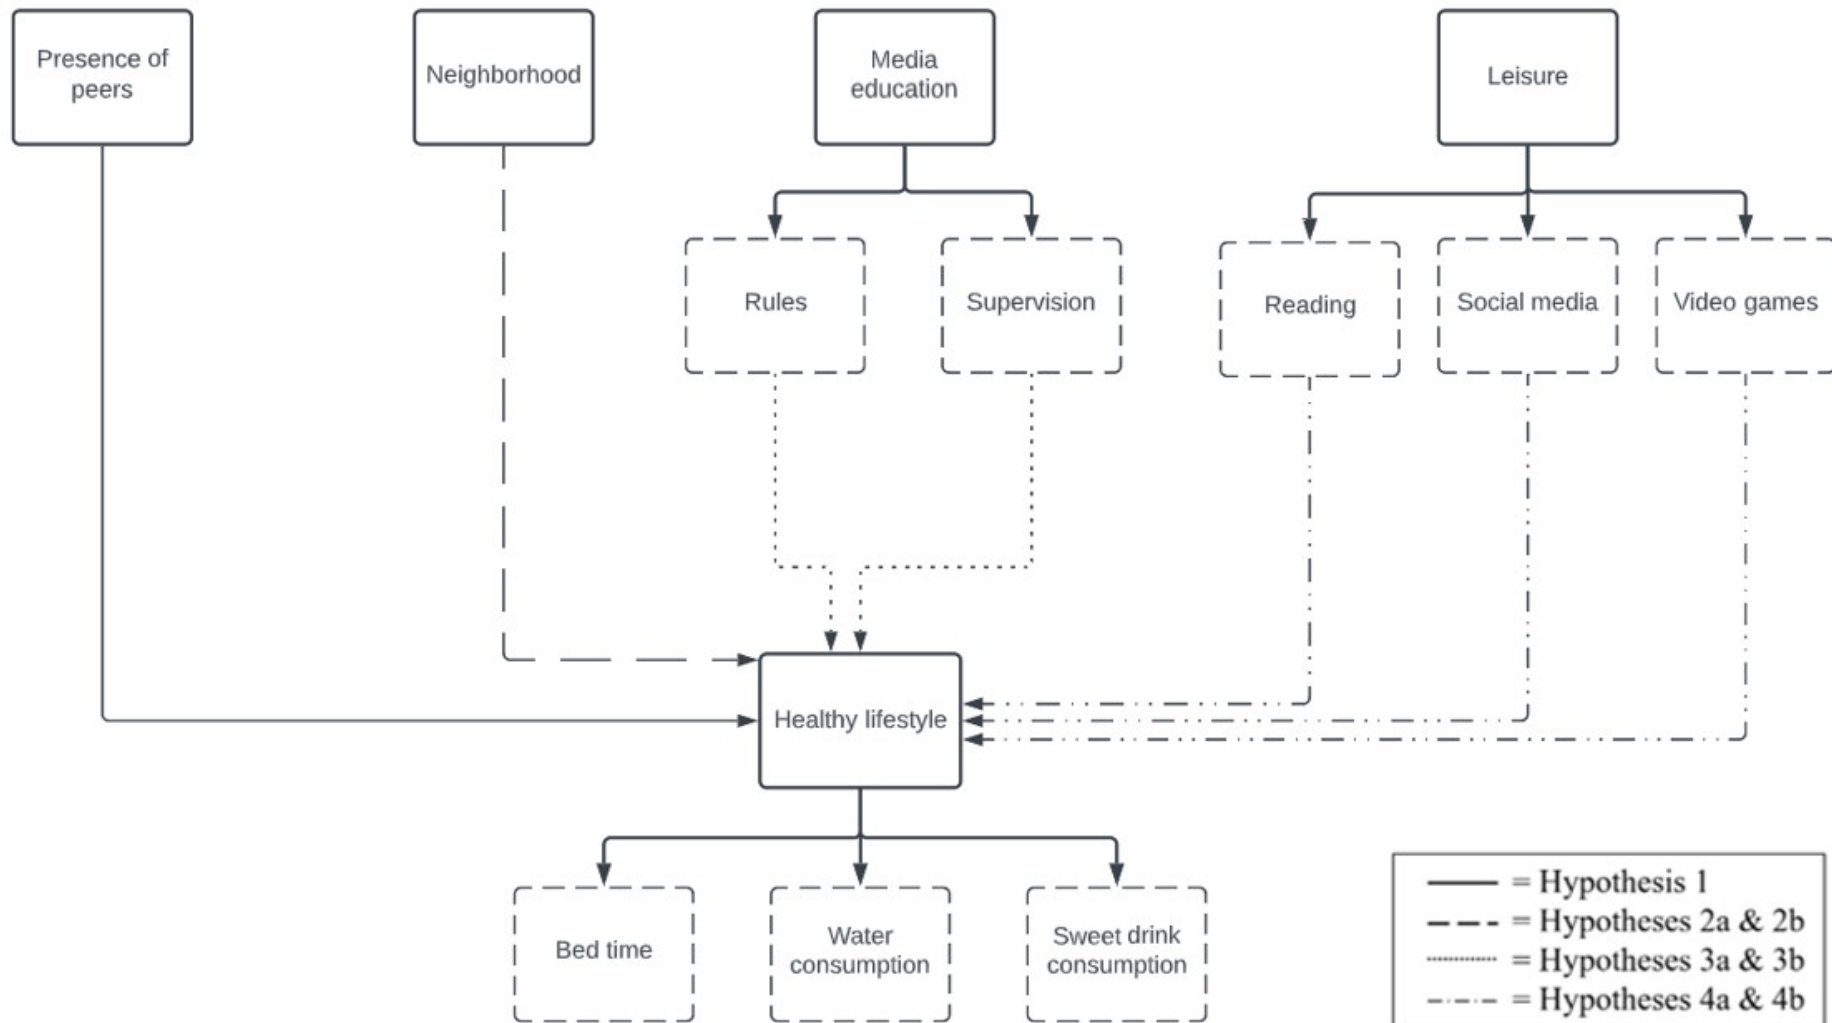 Presence of
peers
Neighborhood
Media
education
Leisure
Rules
Supervision
Reading
Social media
Video games
Healthy lifestyle
Bed time
Water
consumption
Sweet drink
consumption
= Hypothesis 1
= Hypotheses 2a & 2b
= Hypotheses 3a & 3b
= Hypotheses 4a & 4b